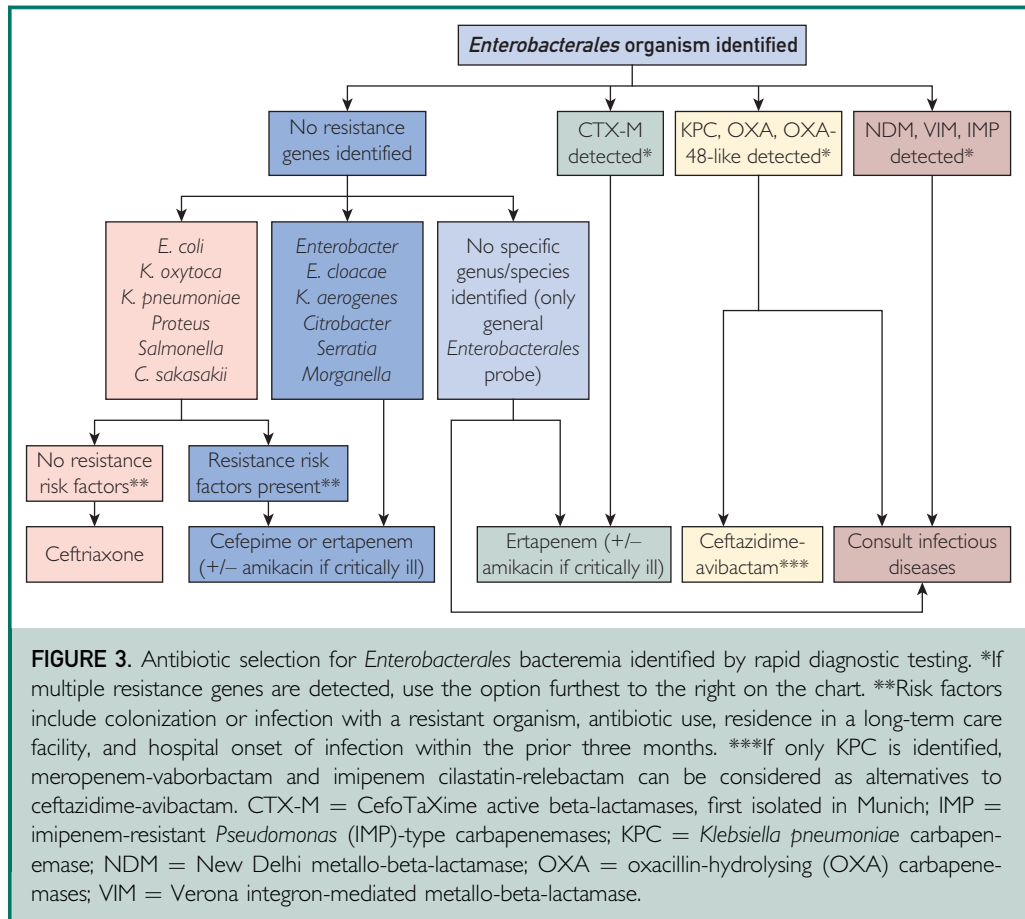 Enterobacterales organism identified
No resistance
genes identified
CTX-M
detected*
KPC, OXA, OXA-
48-like detected*
NDM, VIM, IMP
detected*
E. coli
K. oxytoca
K. pneumoniae
Proteus
Salmonella
C. sakasakii
Enterobacter
E. cloacae
K. aerogenes
Citrobacter
Serratia
Morganella
No specific
genus/species
identified (only
general
Enterobacterales
probe)
No resistance
risk factors**
Resistance risk
factors present**
Ceftriaxone
Cefepime or ertapenem
(+/– amikacin if critically ill)
Ertapenem (+/–
amikacin if critically ill)
Ceftazidime-
avibactam***
Consult infectious
diseases
FIGURE 3. Antibiotic selection for Enterobacterales bacteremia identified by rapid diagnostic testing. *If
multiple resistance genes are detected, use the option furthest to the right on the chart. **Risk factors
include colonization or infection with a resistant organism, antibiotic use, residence in a long-term care
facility, and hospital onset of infection within the prior three months. ***If only KPC is identified,
meropenem-vaborbactam and imipenem cilastatin-relebactam can be considered as alternatives to
ceftazidime-avibactam. CTX-M = CefoTaXime active beta-lactamases, first isolated in Munich; IMP =
imipenem-resistant Pseudomonas (IMP)-type carbapenemases; KPC = Klebsiella pneumoniae carbapen-
emase; NDM = New Delhi metallo-beta-lactamase; OXA = oxacillin-hydrolysing (OXA) carbapene-
mases; VIM = Verona integron-mediated metallo-beta-lactamase.